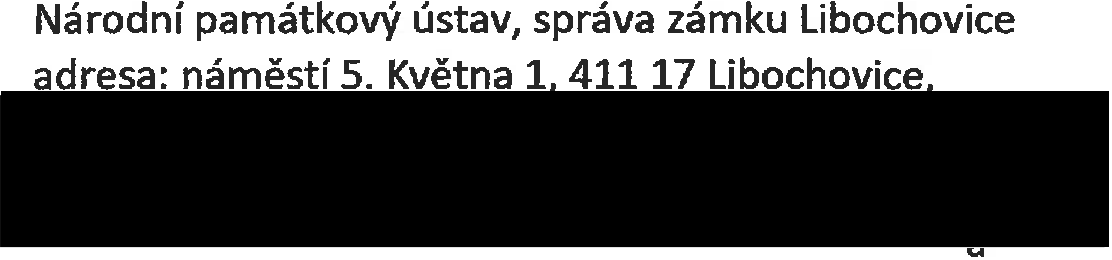 Národní památkový ústav, správa zámku Libochovice
adresa: náměstí 5. Května 1, 411 17 Libochovice,